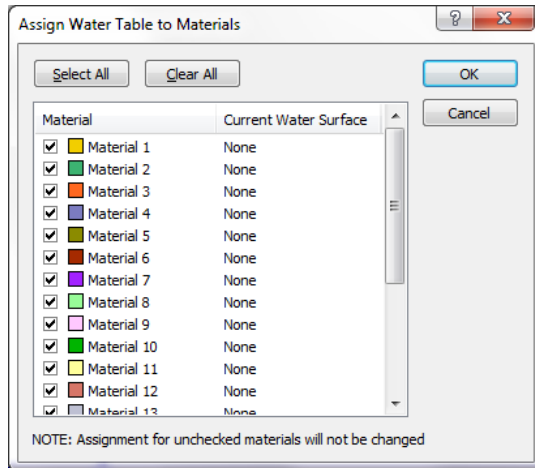 Assign Water Table to Materials
Select All Clear All OK
Cancel
Material Current Water Surface
Material 1 None
Material 2 None
Material 3 None
Material 4 None
Material 5 None
Material 6 None
Material 7 None
Material 8 None
Material 9 None
Material 10 None
Material 11 None
Material 12 None
Material 13 None
NOTE: Assignment for unchecked materials will not be changed